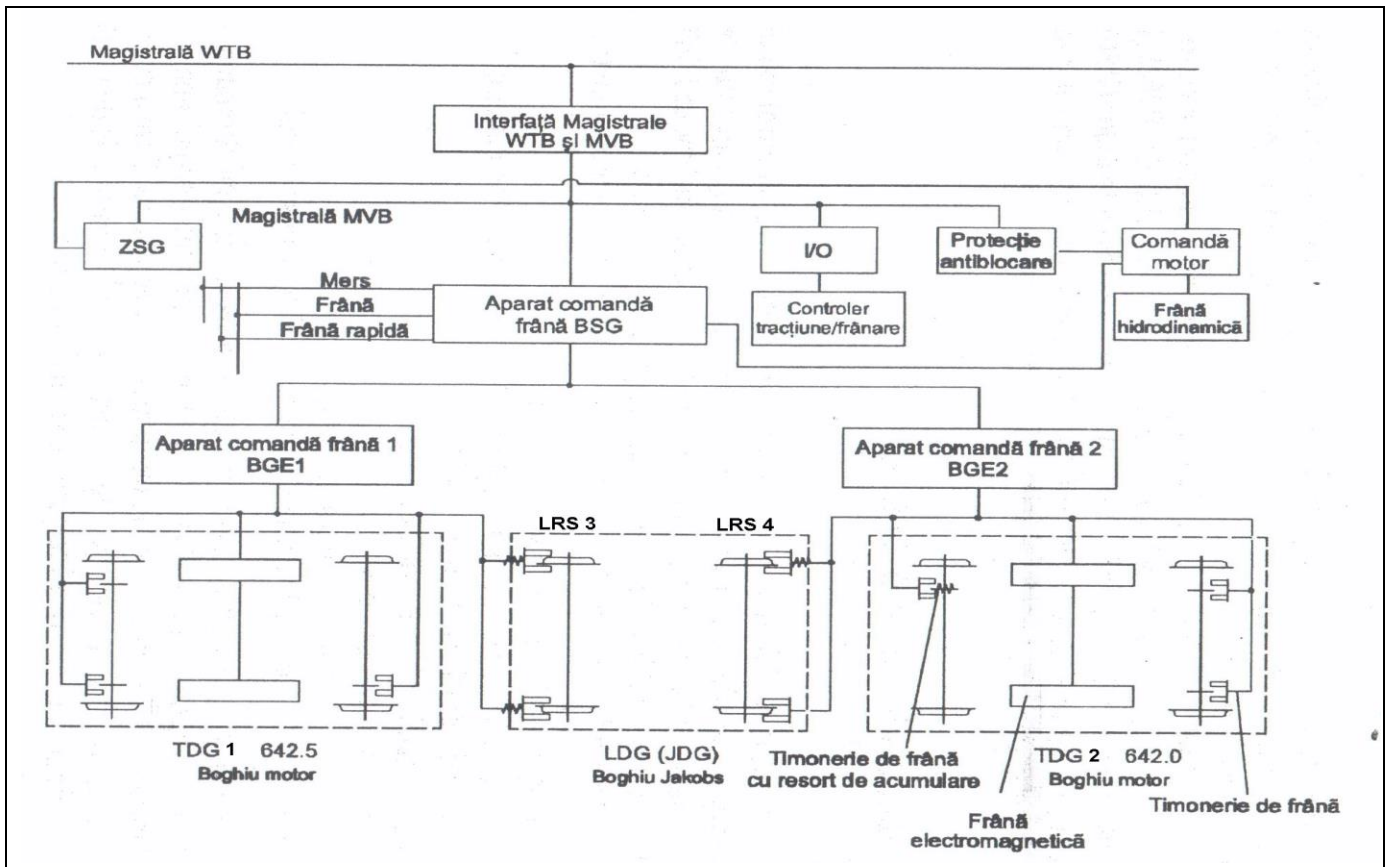 Magistrală WTB
Interfață Magistrale
WTB și MVB
Magistrală MVB
ZSG
I/O
Protecție
antiblocare
Comandă
motor
Mers
Frână
Frână rapidă
Aparat comandă
frână BSG
Controler
tracțiune/frânare
Frână
hidrodinamică
Aparat comandă frână 1
BGE1
Aparat comandă frână 2
BGE2
LRS 3
LRS 4
TDG 1 642.5
Boghiu motor
LDG (JDG)
Boghiu Jakobs
Timonerie de frână
cu resort de acumulare
TDG 2 642.0
Boghiu motor
Timonerie de frână
Frână
electromagnetică